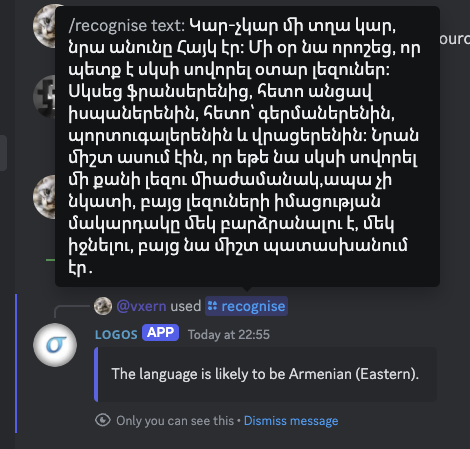 /recognise text: Կար-չկար մի տղա կար,
նրա անունը Հայկ էր: Մի օր նա որոշեց, որ
պետք է սկսի սովորել օտար լեզուներ:
Սկսեց ֆրանսերենից, հետո անցավ
իսպաներենին, հետո՝ գերմաներենին,
պորտուգալերենին և վրացերենին: Նրան
միշտ ասում էին, որ եթե նա սկսի սովորել
մի քանի լեզու միաժամանակ,ապա չի
նկատի, բայց լեզուների իմացության
մակարդակը մեկ բարձրանալու է, մեկ
իջնելու, բայց նա միշտ պատասխանում
էր.
@vxern used recognise
LOGOS APP Today at 22:55
The language is likely to be Armenian (Eastern).
Only you can see this • Dismiss message